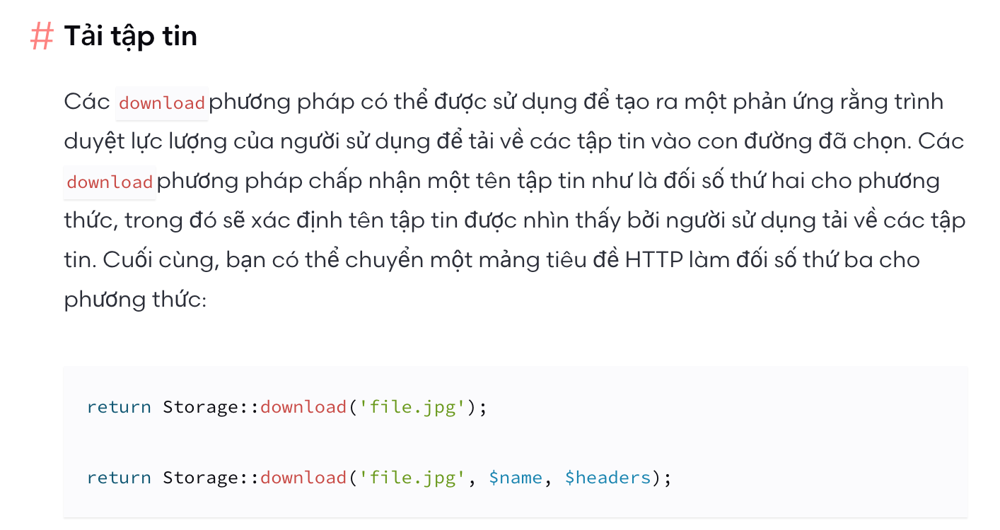 # Tải tập tin
Các download phương pháp có thể được sử dụng để tạo ra một phản ứng rằng trình
duyệt lực lượng của người sử dụng để tải về các tập tin vào con đường đã chọn. Các
download phương pháp chấp nhận một tên tập tin như là đối số thứ hai cho phương
thức, trong đó sẽ xác định tên tập tin được nhìn thấy bởi người sử dụng tải về các tập
tin. Cuối cùng, bạn có thể chuyển một mảng tiêu đề HTTP làm đối số thứ ba cho
phương thức:
return Storage::download('file.jpg');
return Storage::download('file.jpg', $name, $headers);